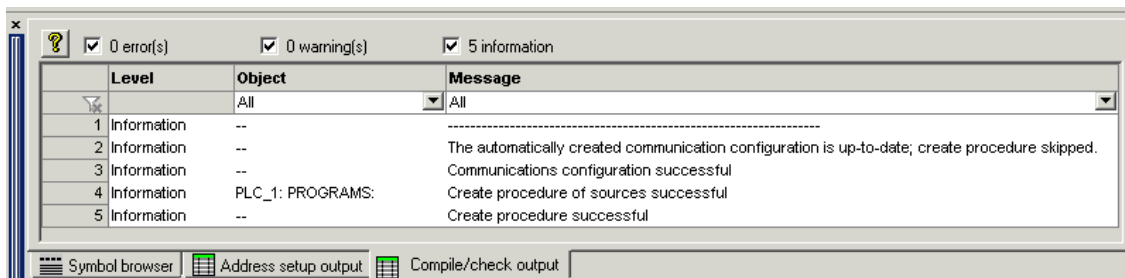 0 error(s) 0 warning(s) 5 information
Level Object Message
All All
1 Information -- ------------------------------------------------------------------
2 Information -- The automatically created communication configuration is up-to-date; create procedure skipped.
3 Information -- Communications configuration successful
4 Information PLC_1: PROGRAMS: Create procedure of sources successful
5 Information -- Create procedure successful
Symbol browser Address setup output Compile/check output